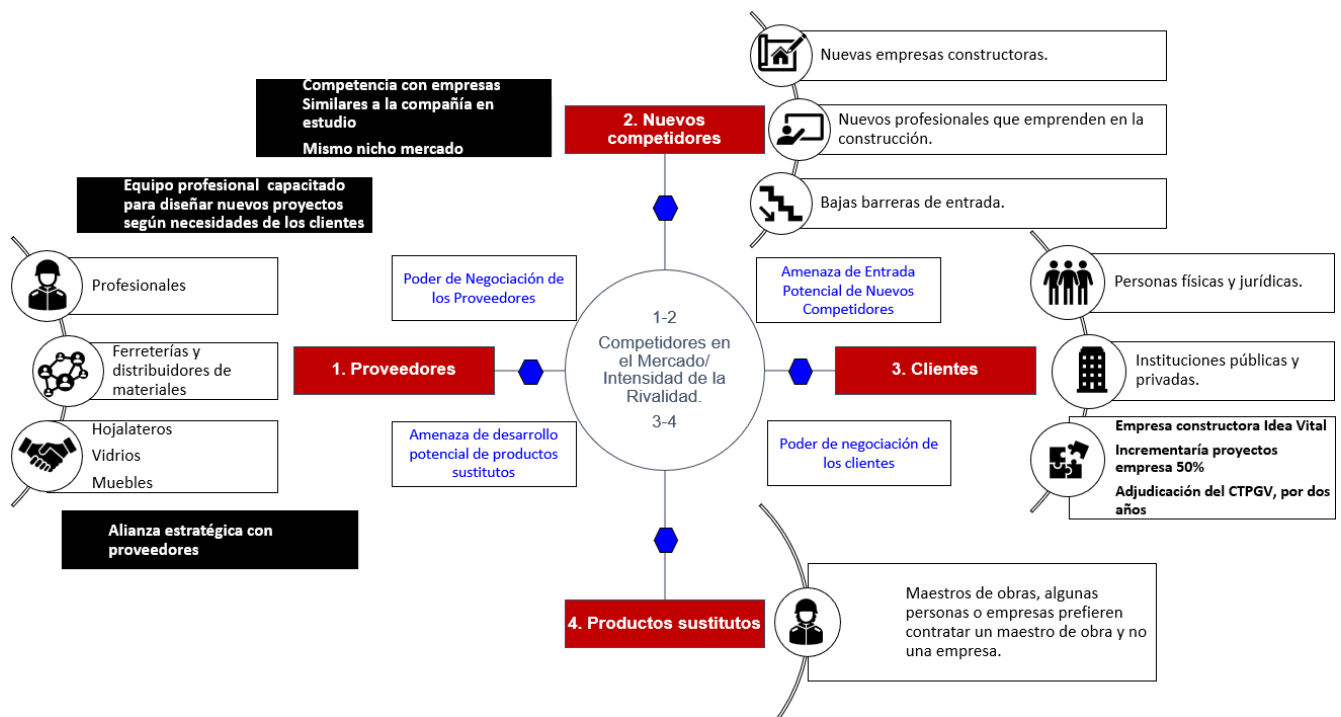 Nuevas empresas constructoras.
Competencia con empresas
Similares a la compañía en
estudio
Mismo nicho mercado
2. Nuevos
competidores
Nuevos profesionales que emprenden en la
construcción.
Bajas barreras de entrada.
Equipo profesional capacitado
para diseñar nuevos proyectos
según necesidades de los clientes
Profesionales
Poder de Negociación de
los Proveedores
Amenaza de Entrada
Potencial de Nuevos
Competidores
Personas físicas y jurídicas.
Ferreterías y
distribuidores de
materiales
1. Proveedores
1-2
Competidores en
el Mercado/
Intensidad de la
Rivalidad.
3-4
3. Clientes
Instituciones públicas y
privadas.
Hojalateros
Vidrios
Muebles
Amenaza de desarrollo
potencial de productos
sustitutos
Poder de negociación de
los clientes
Empresa constructora Idea Vital
Incrementaría proyectos
empresa 50%
Adjudicación del CTPGV, por dos
años
Alianza estratégica con
proveedores
4. Productos sustitutos
Maestros de obras, algunas
personas o empresas prefieren
contratar un maestro de obra y no
una empresa.